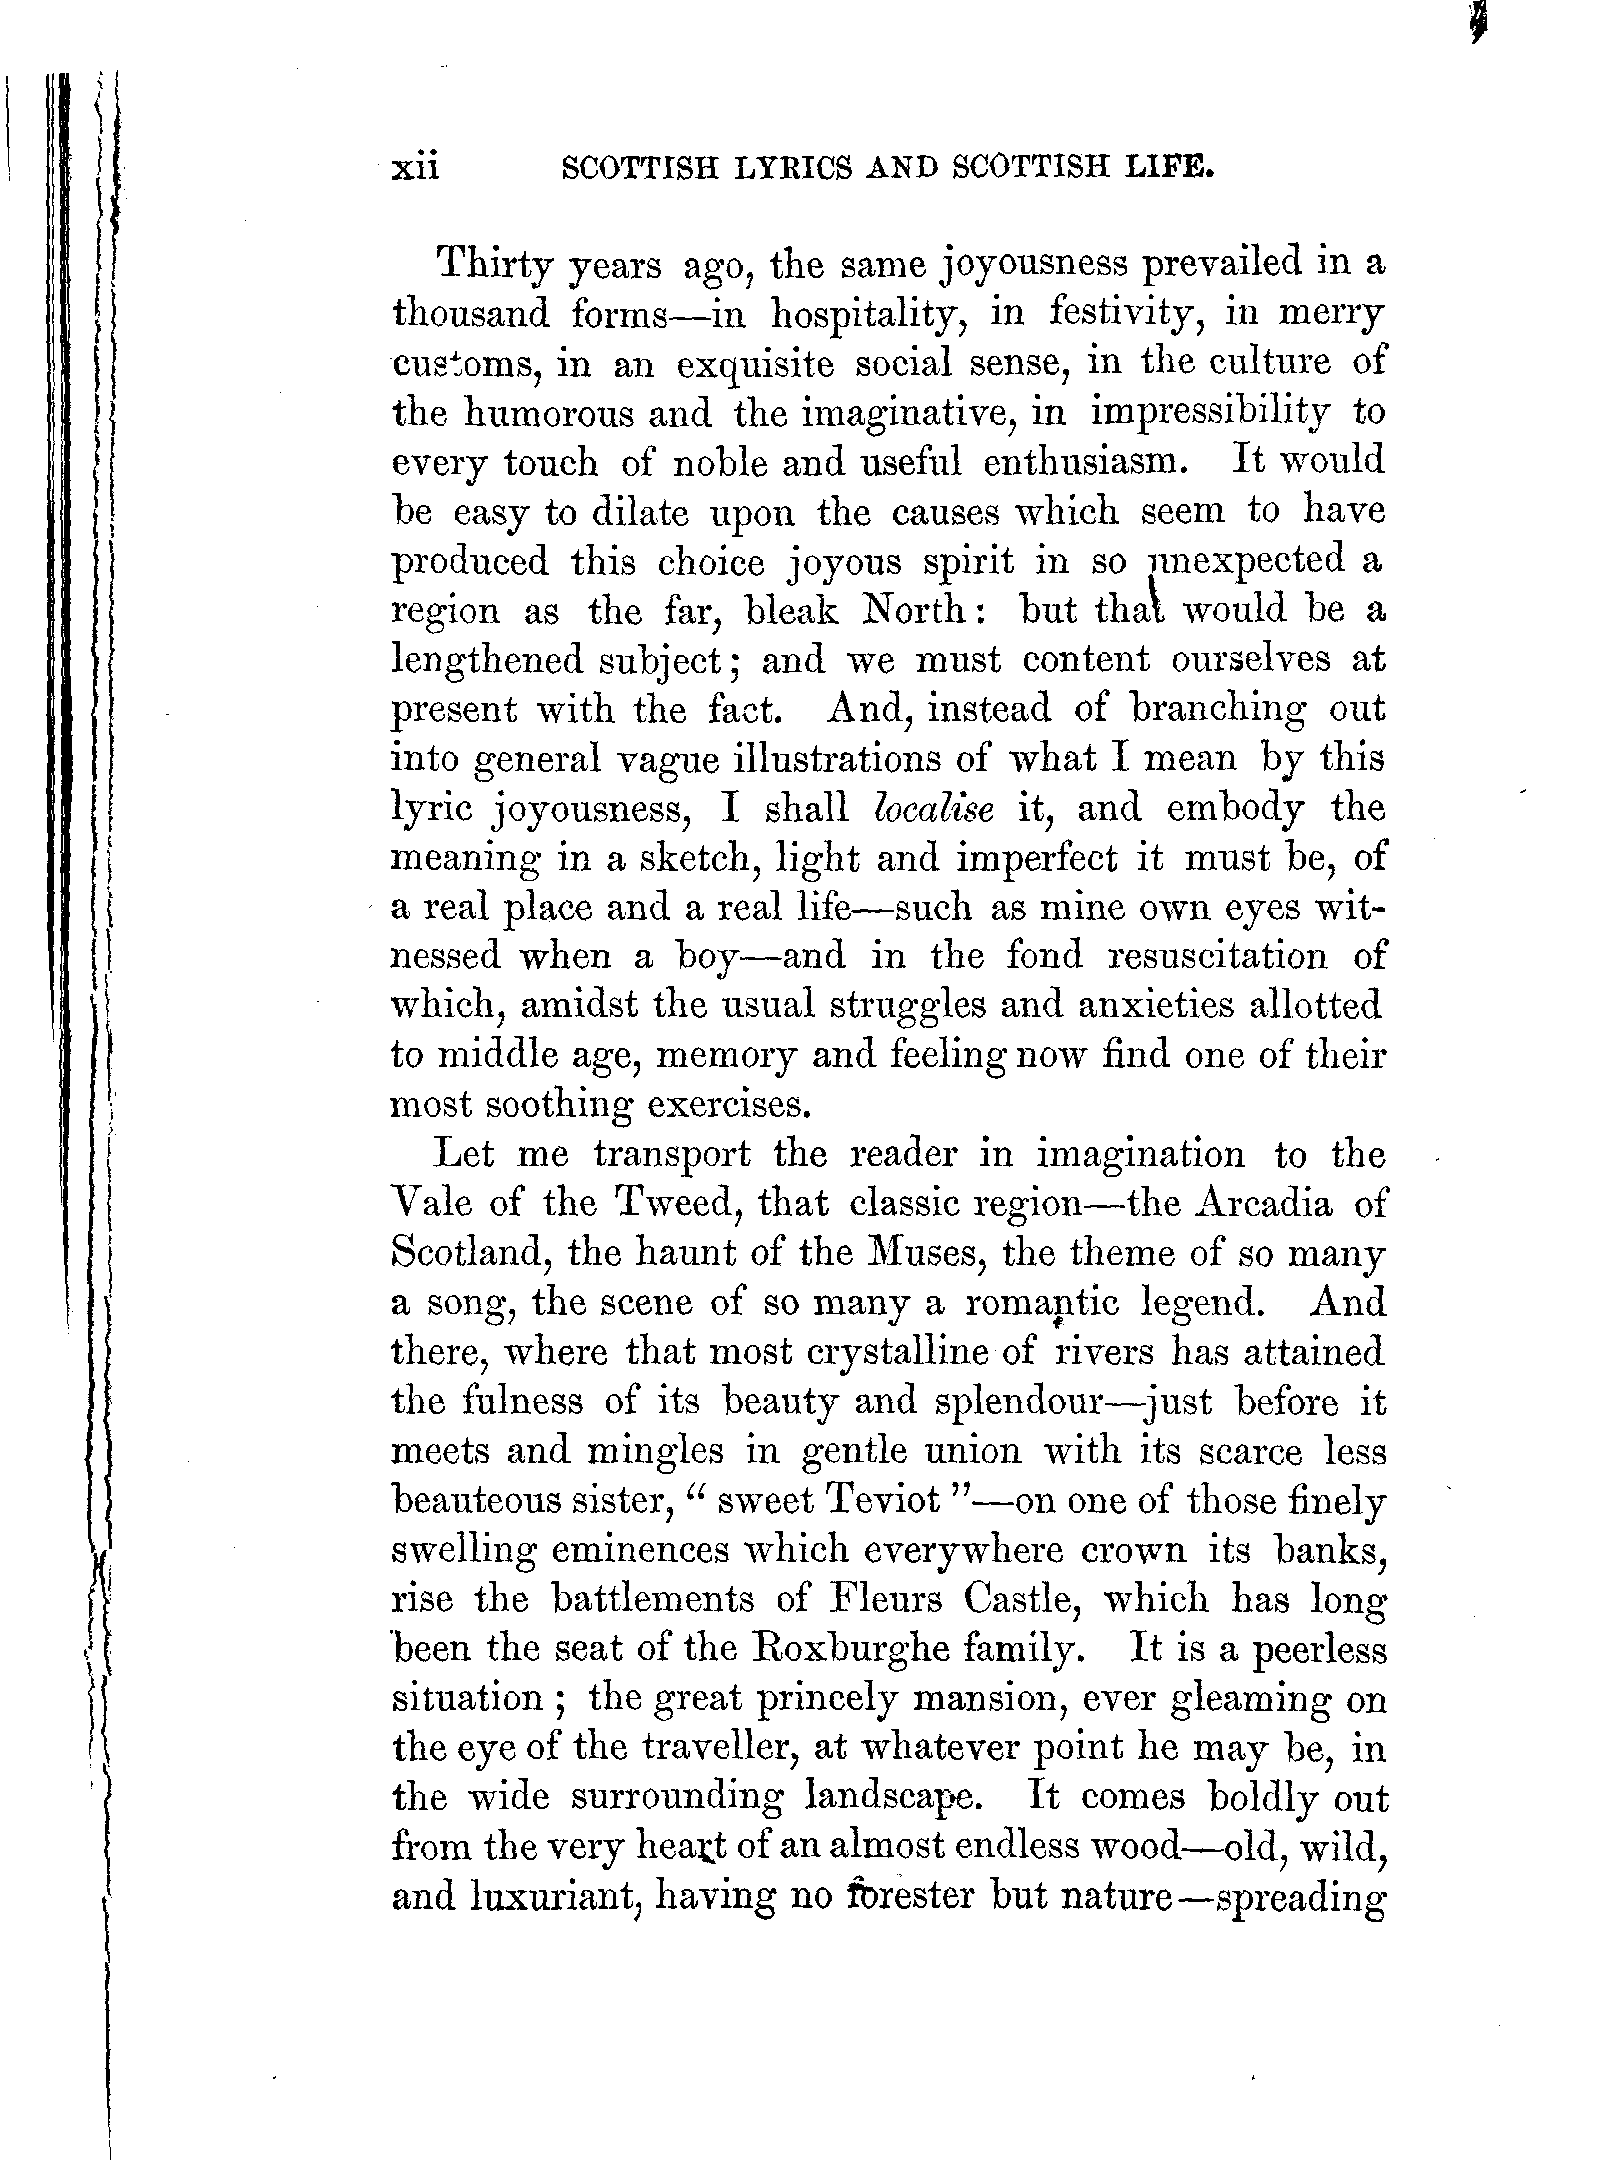 xii SCOTTISH LYRICS AND SCOTTISH LIFE.
Thirty years ago, the same joyousness prevailed in a
thousand forms—in hospitality, in festivity, in merry
customs, in an exquisite social sense, in the culture of
the humorous and the imaginative, in impressibility to
every touch of noble and useful enthusiasm. It would
be easy to dilate upon the causes which seem to have
produced this choice joyous spirit in so unexpected a
region as the far, bleak North: but that would be a
lengthened subject; and we must content ourselves at
present with the fact. And, instead of branching out
into general vague illustrations of what I mean by this
lyric joyousness, I shall localise it, and embody the
meaning in a sketch, light and imperfect it must be, of
a real place and a real life—such as mine own eyes wit-
nessed when a boy—and in the fond resuscitation of
which, amidst the usual struggles and anxieties allotted
to middle age, memory and feeling now find one of their
most soothing exercises.
Let me transport the reader in imagination to the
Vale of the Tweed, that classic region—the Arcadia of
Scotland, the haunt of the Muses, the theme of so many
a song, the scene of so many a romantic legend. And
there, where that most crystalline of rivers has attained
the fulness of its beauty and splendour—just before it
meets and mingles in gentle union with its scarce less
beauteous sister, “ sweet Teviot ”—on one of those finely
swelling eminences which everywhere crown its banks,
rise the battlements of Fleurs Castle, which has long
been the seat of the Roxburghe family. It is a peerless
situation ; the great princely mansion, ever gleaming on
the eye of the traveller, at whatever point he may be, in
the wide surrounding landscape. It comes boldly out
from the very heart of an almost endless wood—old, wild,
and luxuriant, having no forester but nature—spreading